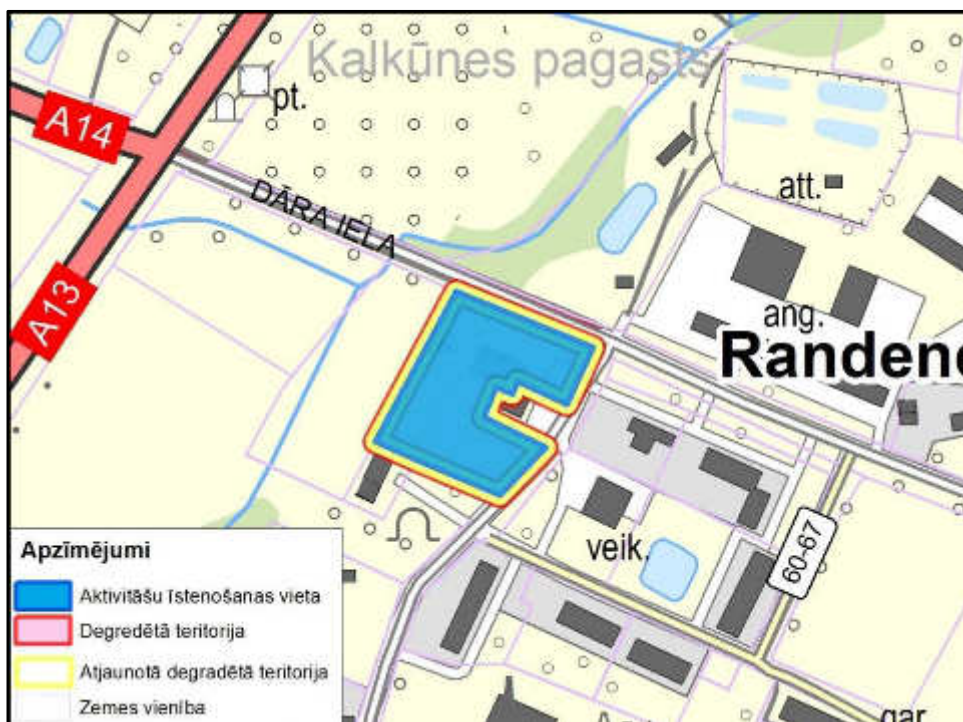 Kalkūnes pagasts
A14
pt.
DĀRA IELA
att.
A13
ang.
Randene
veik.
60-67
gar.
Apzīmējumi
Aktivitāšu īstenošanas vieta
Degredētā teritorija
Atjaunotā degradētā teritorija
Zemes vienība